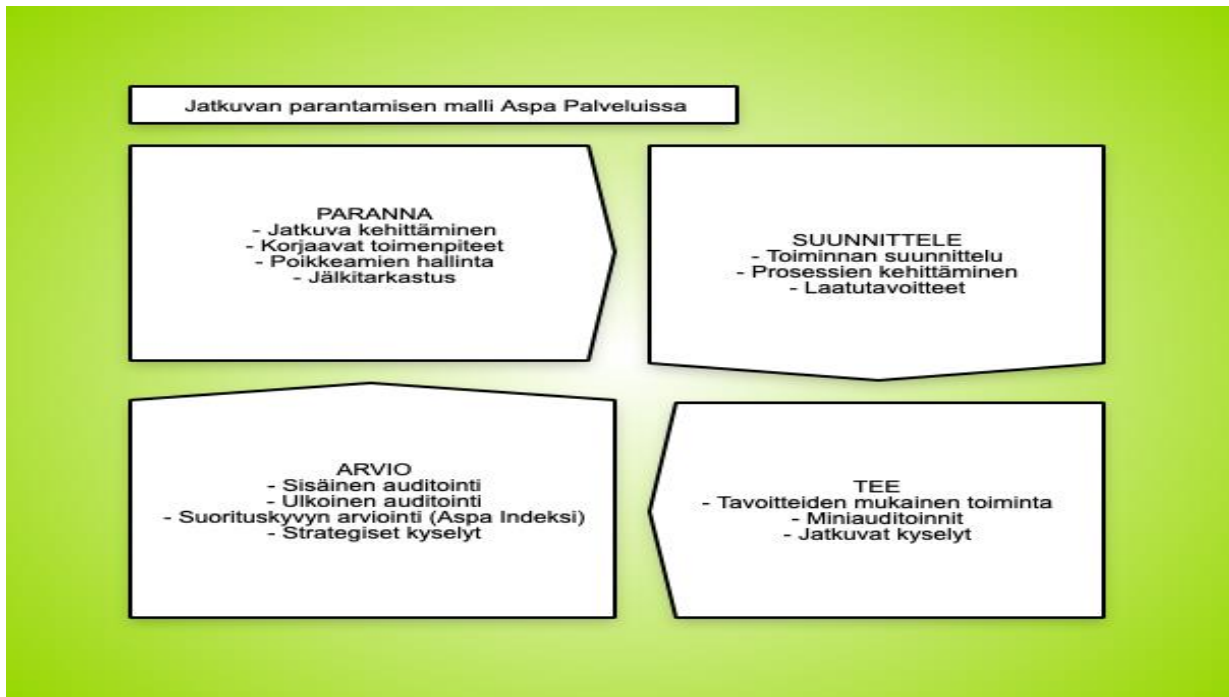 Jatkuvan parantamisen malli Aspa Palveluissa
PARANNA
- Jatkuva kehittäminen
- Korjaavat toimenpiteet
- Poikkeamien hallinta
- Jälkitarkastus
SUUNNITTELE
- Toiminnan suunnittelu
- Prosessien kehittäminen
- Laatutavoitteet
ARVIO
- Sisäinen auditointi
- Ulkoinen auditointi
- Suorituskyvyn arviointi (Aspa Indeksi)
- Strategiset kyselyt
TEE
- Tavoitteiden mukainen toiminta
- Miniauditoinnit
- Jatkuvat kyselyt